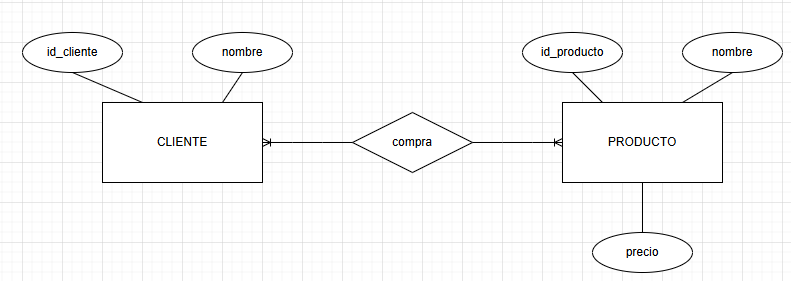 id_cliente
nombre
id_producto
nombre
CLIENTE
compra
PRODUCTO
precio